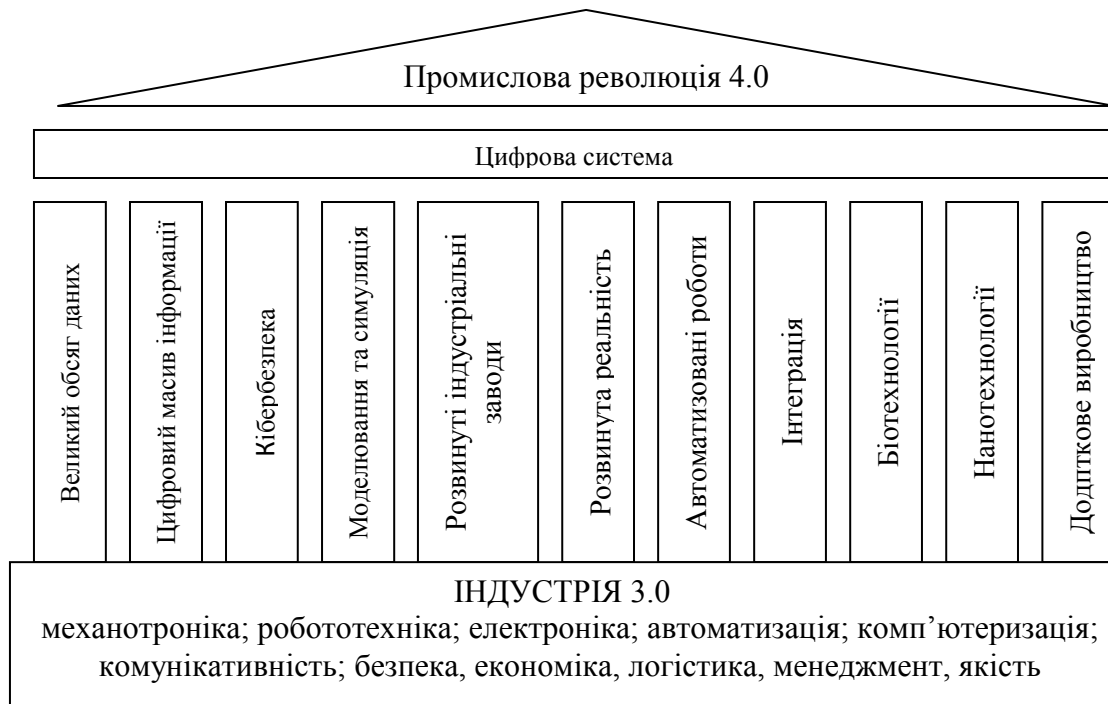 Промислова революція 4.0
Цифрова система
Великий обсяг даних
Цифровий масив інформації
Кібербезпека
Моделювання та симуляція
Розвинуті індустріальні
заводи
Розвинута реальність
Автоматизовані роботи
Інтеграція
Біотехнології
Нанотехнології
Додпткове виробництво
ІНДУСТРІЯ 3.0
механотроніка; робототехніка; електроніка; автоматизація; комп’ютеризація;
комунікативність; безпека, економіка, логістика, менеджмент, якість